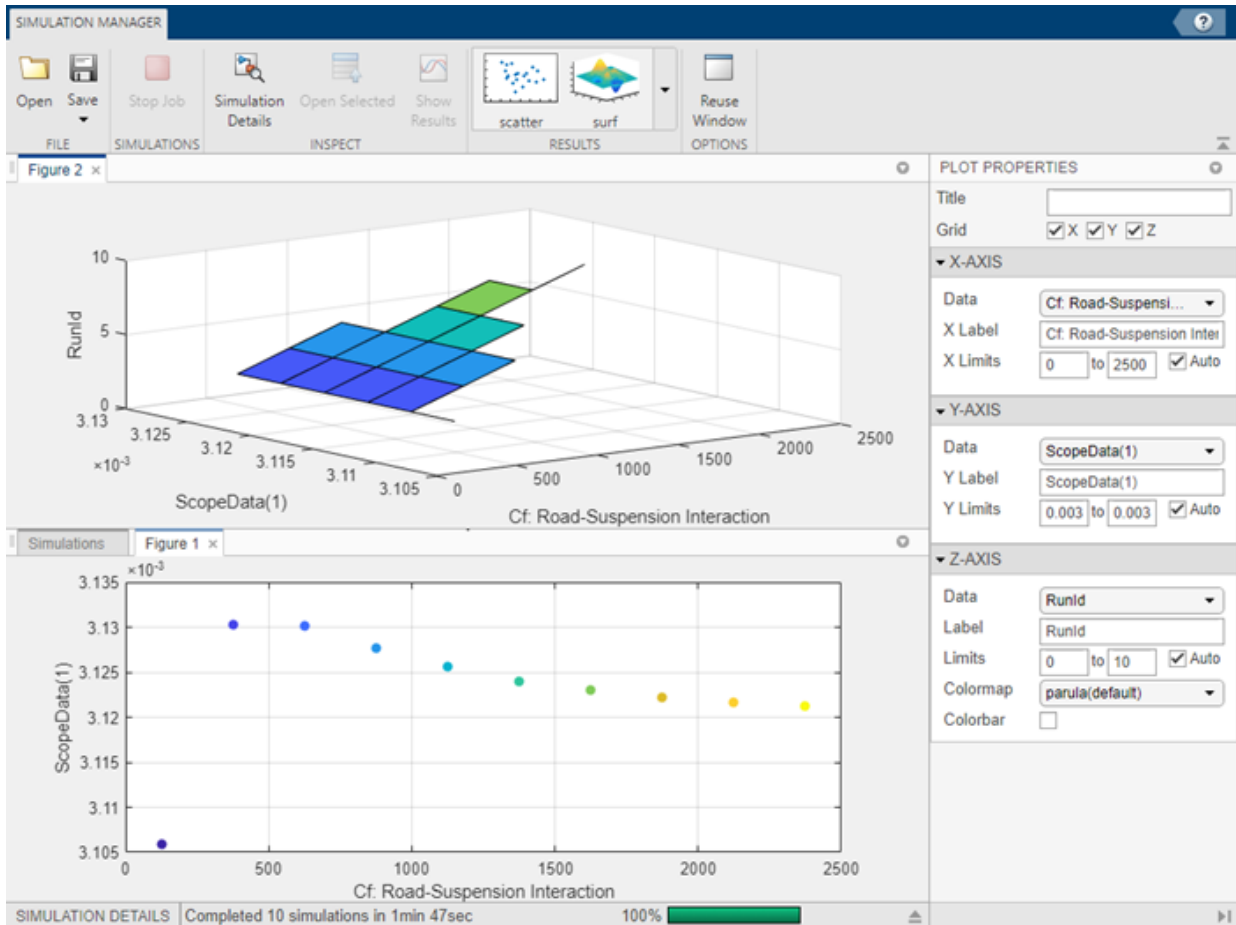 SIMULATION MANAGER
?
Open Save Stop Job Simulation Details Open Selected Show Results scatter surf Reuse Window
FILE SIMULATIONS INSPECT RESULTS OPTIONS
Figure 2 ×
10
5
0
RunId
3.13
3.125
3.12
3.115
3.11
3.105
×10⁻³
ScopeData(1)
0
500
1000
1500
2000
2500
Cf: Road-Suspension Interaction
Simulations Figure 1 ×
×10⁻³
3.135
3.13
3.125
3.12
3.115
3.11
3.105
ScopeData(1)
0 500 1000 1500 2000 2500
Cf: Road-Suspension Interaction
PLOT PROPERTIES
Title
Grid X Y Z
X-AXIS
Data Cf: Road-Suspensi...
X Label Cf: Road-Suspension Inter
X Limits 0 to 2500 Auto
Y-AXIS
Data ScopeData(1)
Y Label ScopeData(1)
Y Limits 0.003 to 0.003 Auto
Z-AXIS
Data RunId
Label RunId
Limits 0 to 10 Auto
Colormap parula(default)
Colorbar
SIMULATION DETAILS Completed 10 simulations in 1min 47sec 100%